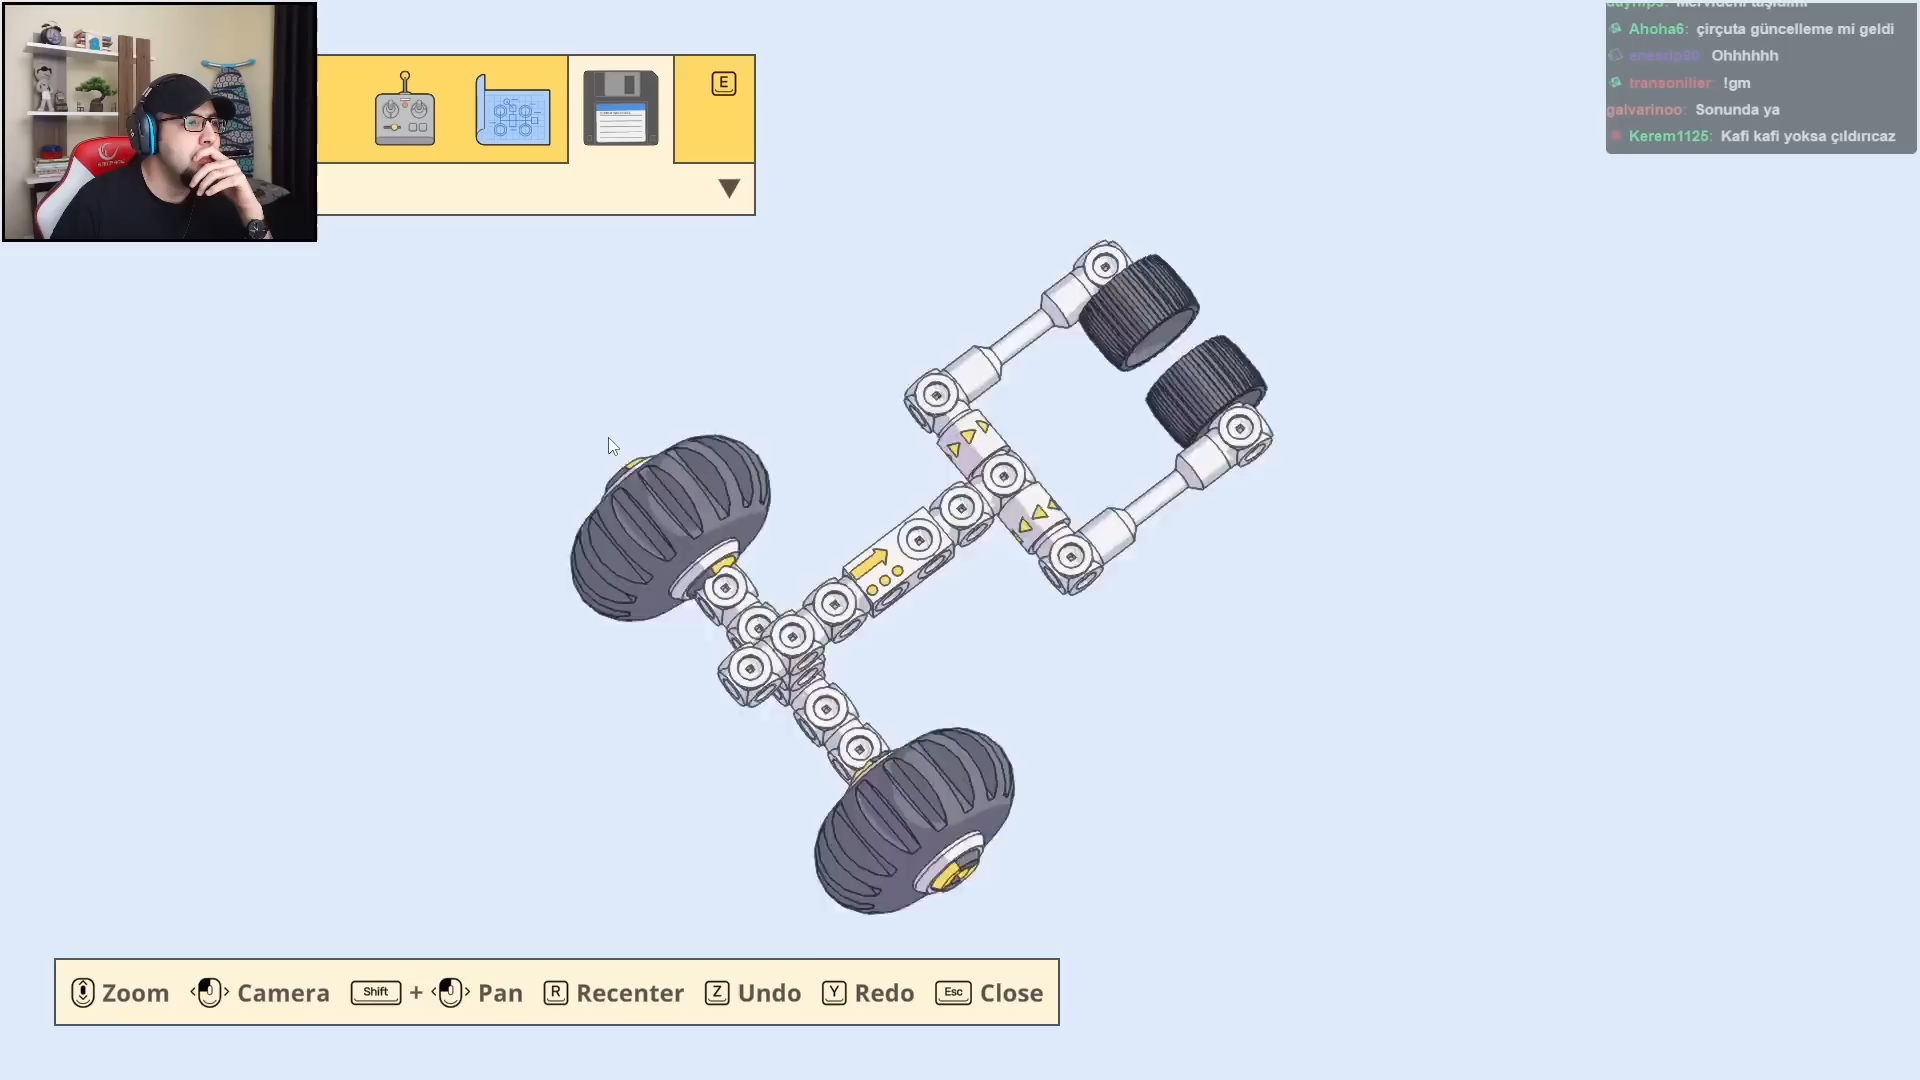 E
Ahoha6: çirçuta güncelleme mi geldi
Ohhhhhh
transonilier: !gm
galvarinoo: Sonunda ya
Kerem1125: Kafi kafi yoksa çıldırıcaz
Zoom Camera Shift + Pan R Recenter Z Undo Y Redo Esc Close